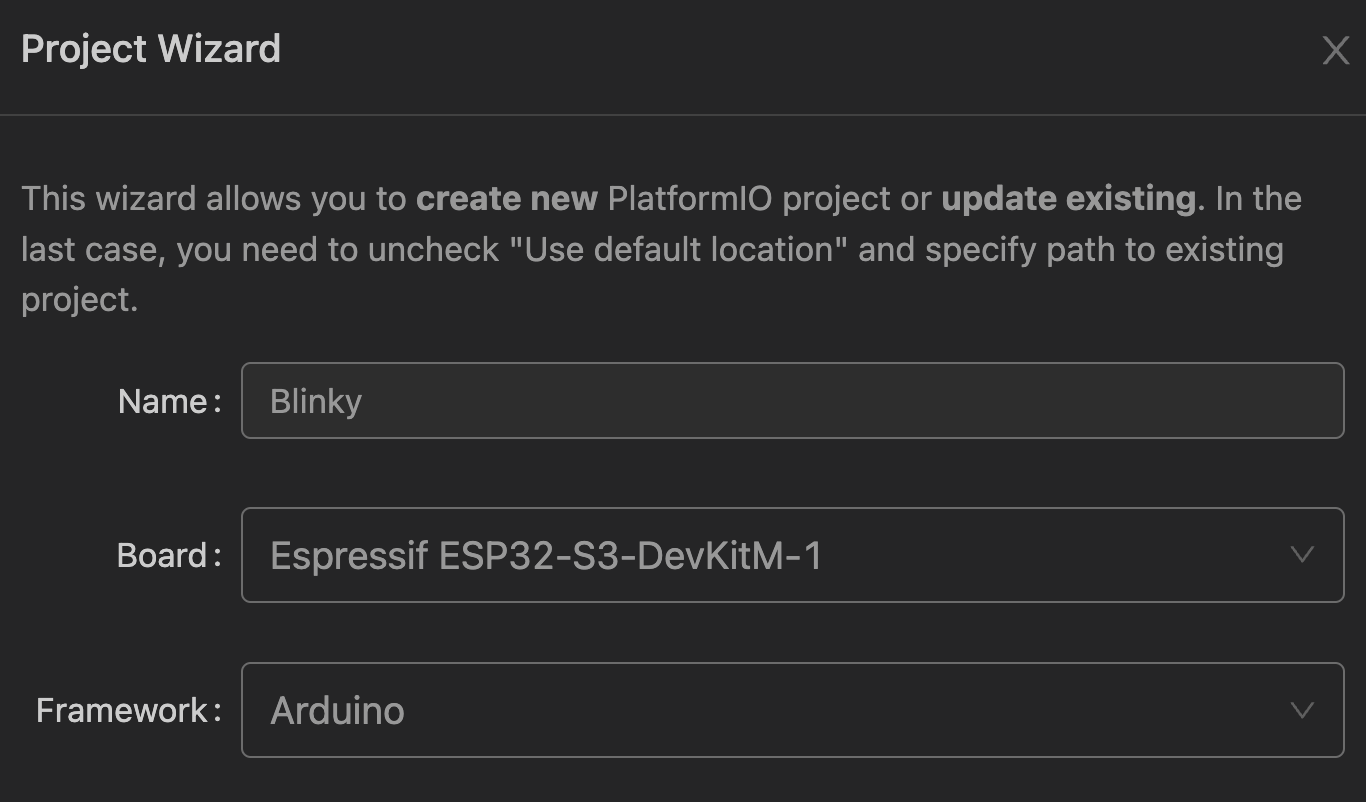 Project Wizard
This wizard allows you to create new PlatformIO project or update existing. In the
last case, you need to uncheck "Use default location" and specify path to existing
project.
Name: Blinky
Board: Espressif ESP32-S3-DevKitM-1
Framework: Arduino